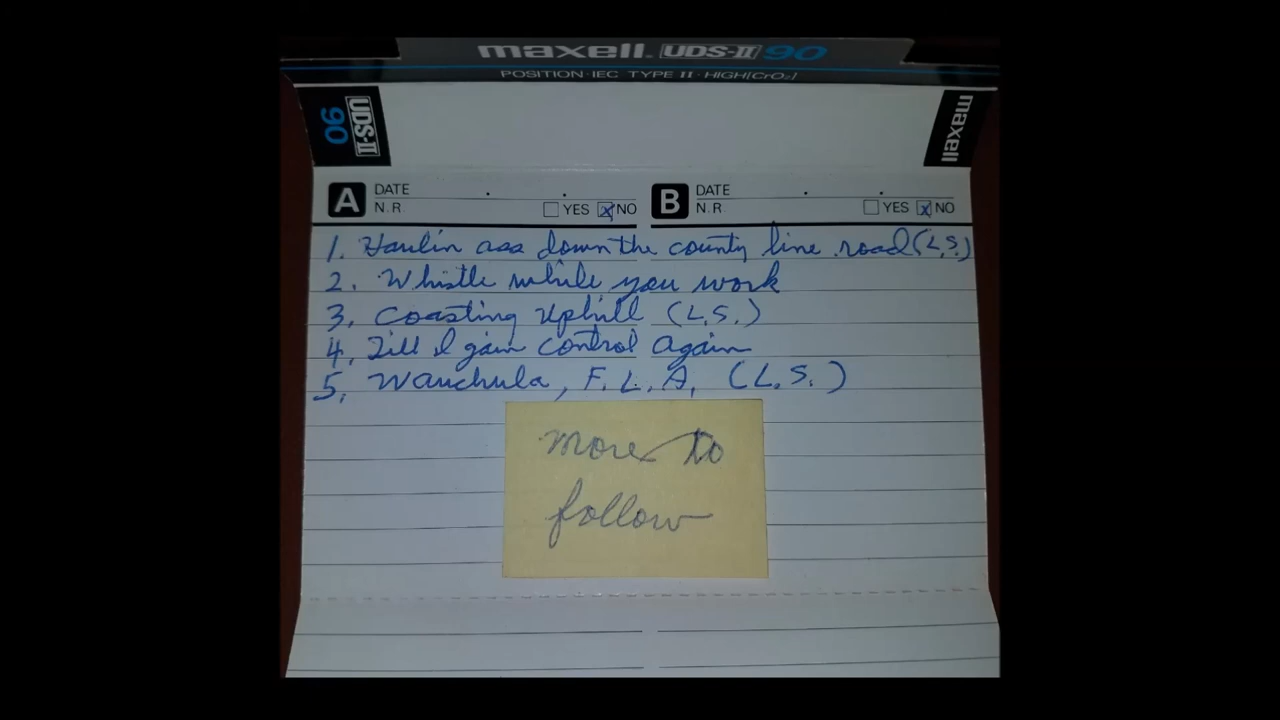 maxell. UDS-II 90
POSITION·IEC TYPE II·HIGH(CrO₂)
UDS-II 90
maxell
A DATE . .
N.R. YES x NO
B DATE . .
N.R. YES x NO
1. Haulin ass down the county line road (L.S.)
2. Whistle while you work
3. Coasting Uphill (L.S.)
4. Till I gain control again
5. Wauchula, F.L.A. (L.S.)
more to
follow